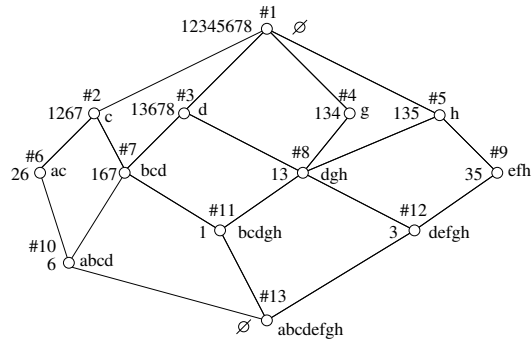 #1
12345678 ∅
#2 #3 #4 #5
1267 c 13678 d 134 g 135 h
#6 #7 #8 #9
26 ac 167 bcd 13 dgh 35 efh
#11 #12
1 bcdgh 3 defgh
#10
6 abcd
#13
∅ abcdefgh